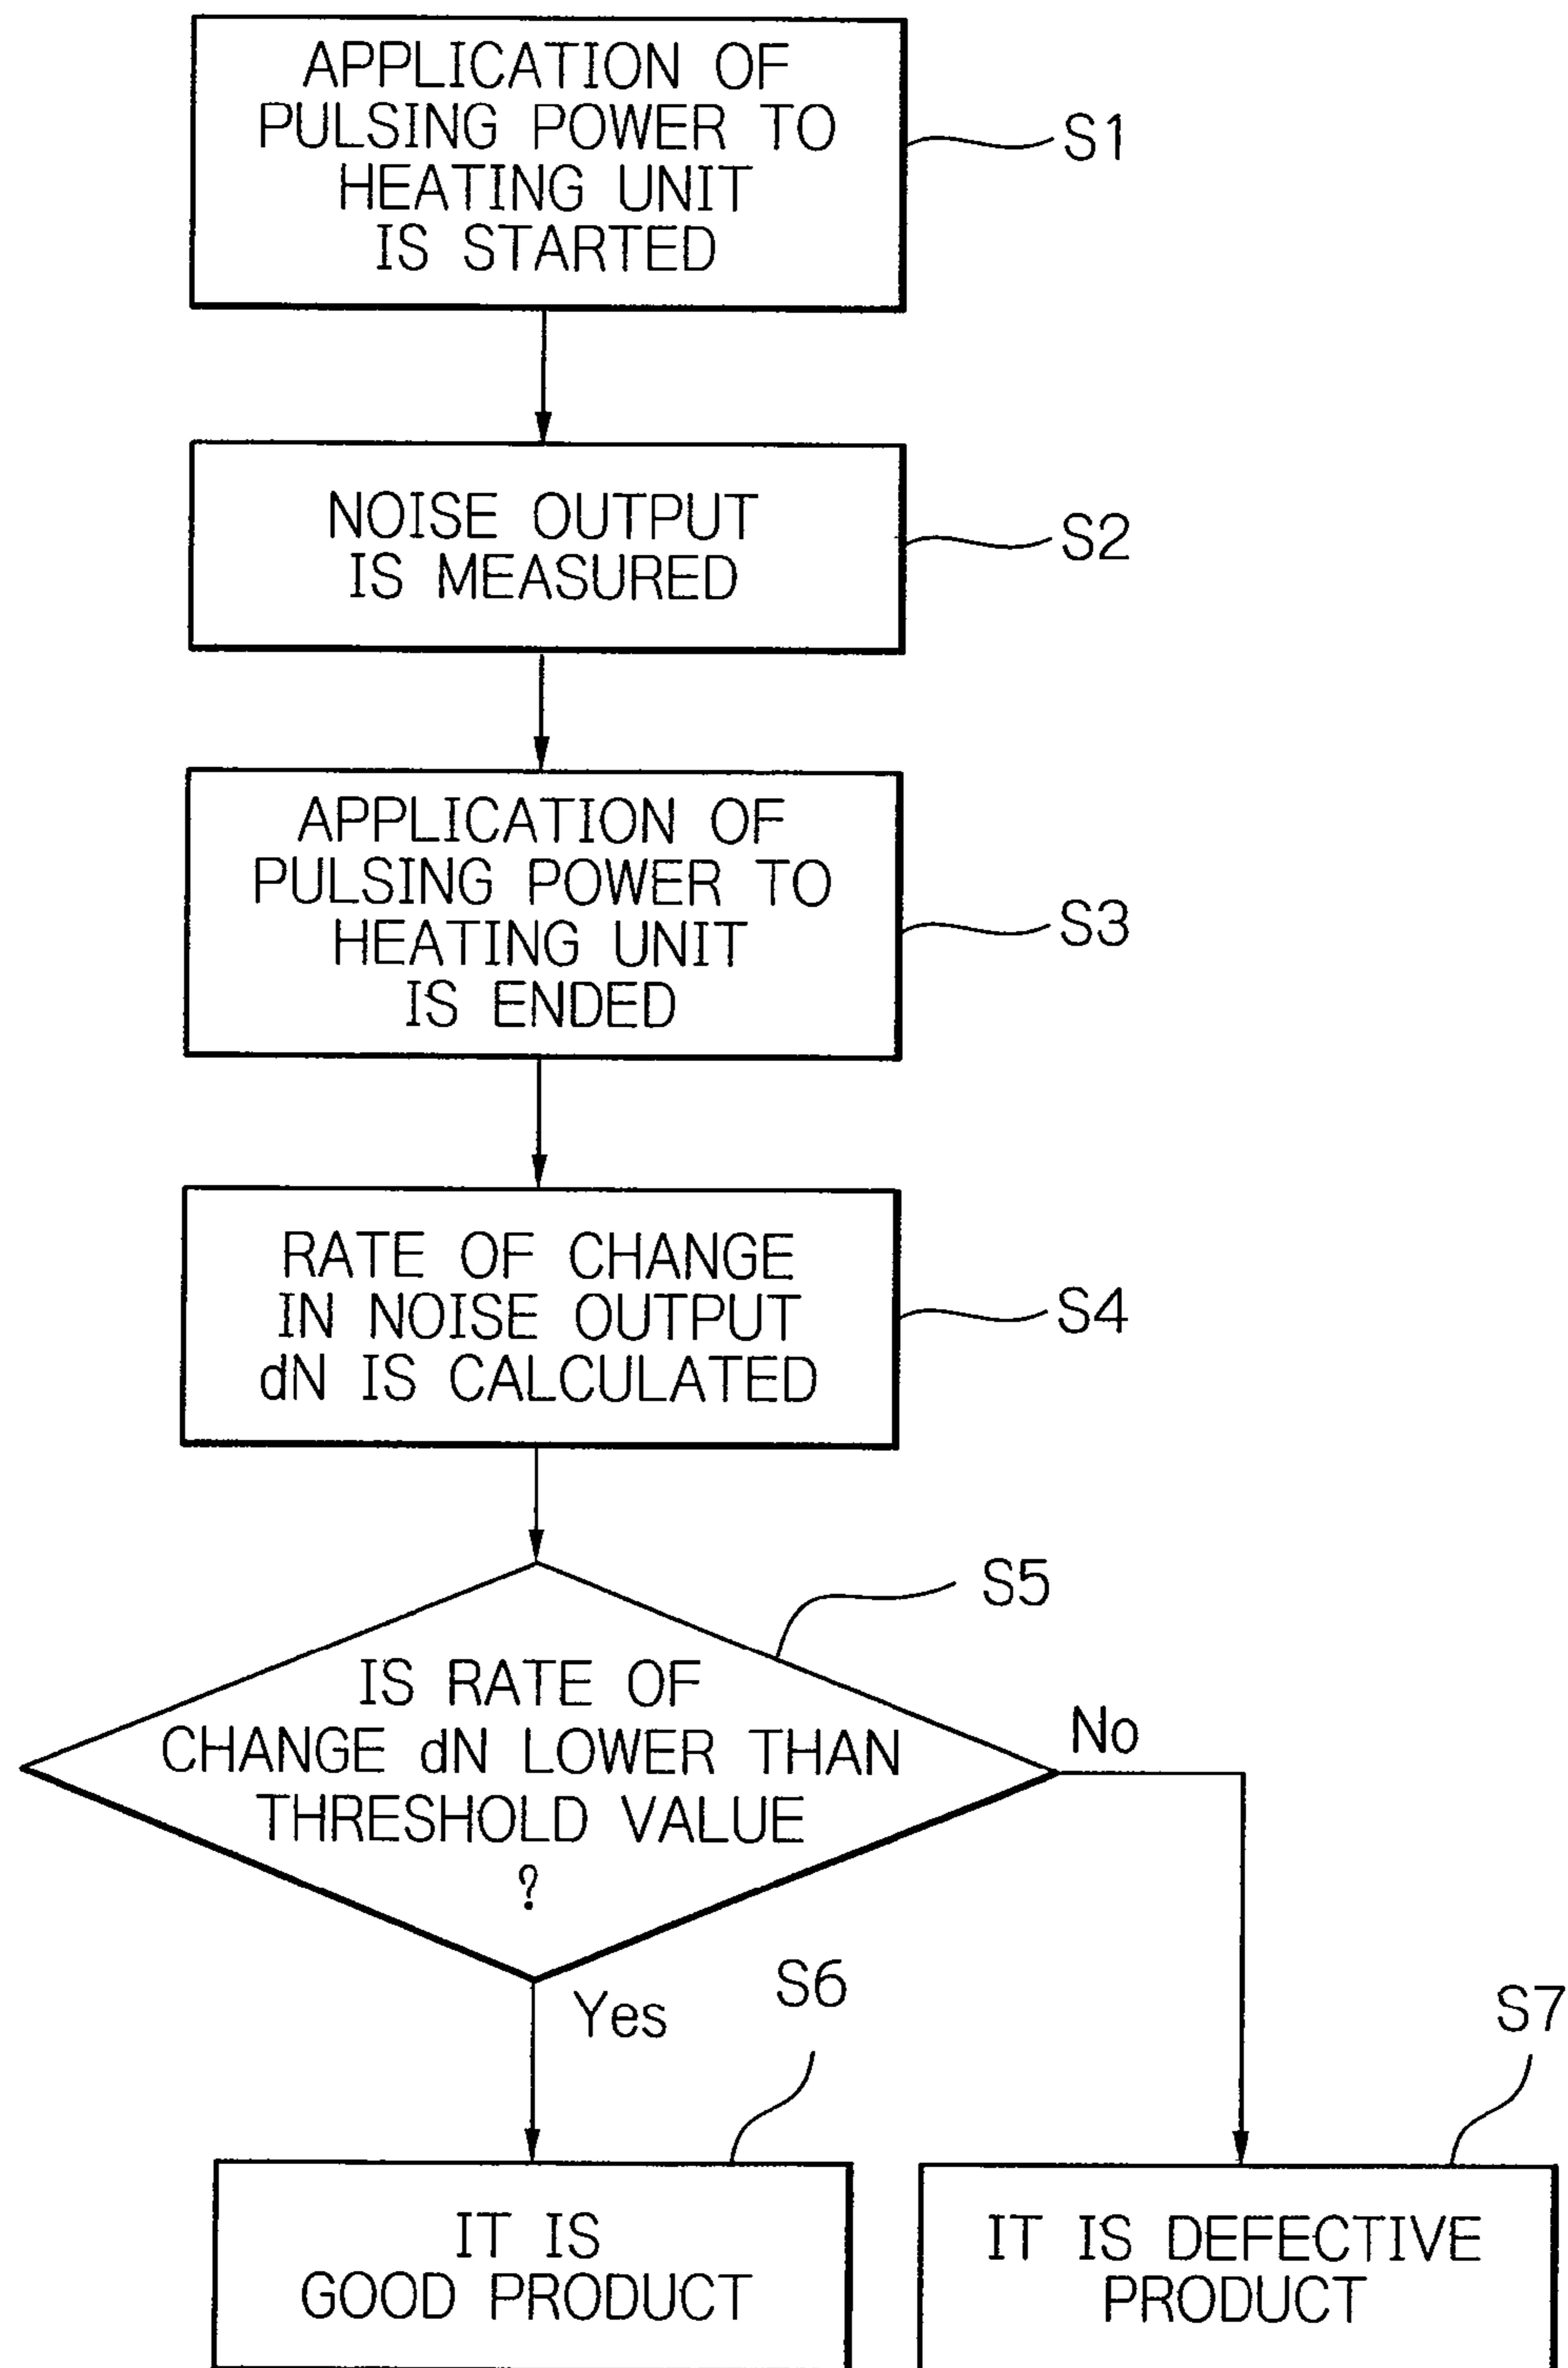 APPLICATION OF
PULSING POWER TO
HEATING UNIT
IS STARTED
S1
NOISE OUTPUT
IS MEASURED
S2
APPLICATION OF
PULSING POWER TO
HEATING UNIT
IS ENDED
S3
RATE OF CHANGE
IN NOISE OUTPUT
dN IS CALCULATED
S4
S5
IS RATE OF
CHANGE dN LOWER THAN
THRESHOLD VALUE
?
No
Yes
S6
S7
IT IS
GOOD PRODUCT
IT IS DEFECTIVE
PRODUCT